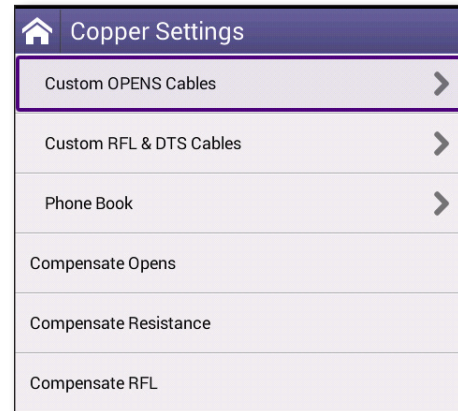 Copper Settings
Custom OPENS Cables
Custom RFL & DTS Cables
Phone Book
Compensate Opens
Compensate Resistance
Compensate RFL